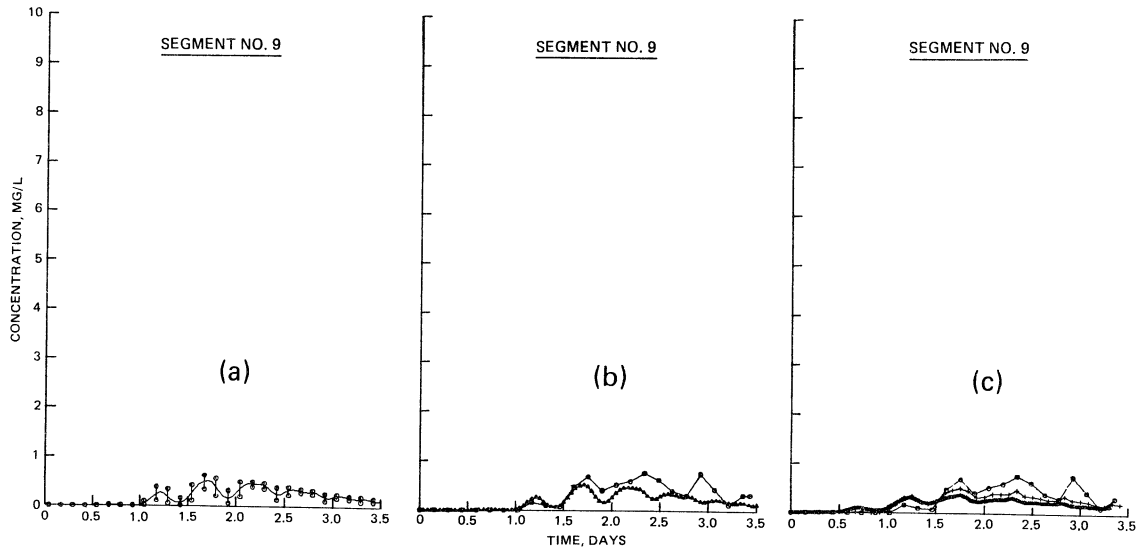 SEGMENT NO. 9
SEGMENT NO. 9
SEGMENT NO. 9
10
9
8
7
6
5
4
3
2
1
0
CONCENTRATION, MG/L
(a)
(b)
(c)
0 0.5 1.0 1.5 2.0 2.5 3.0 3.5
0 0.5 1.0 1.5 2.0 2.5 3.0 3.5
0 0.5 1.0 1.5 2.0 2.5 3.0 3.5
TIME, DAYS